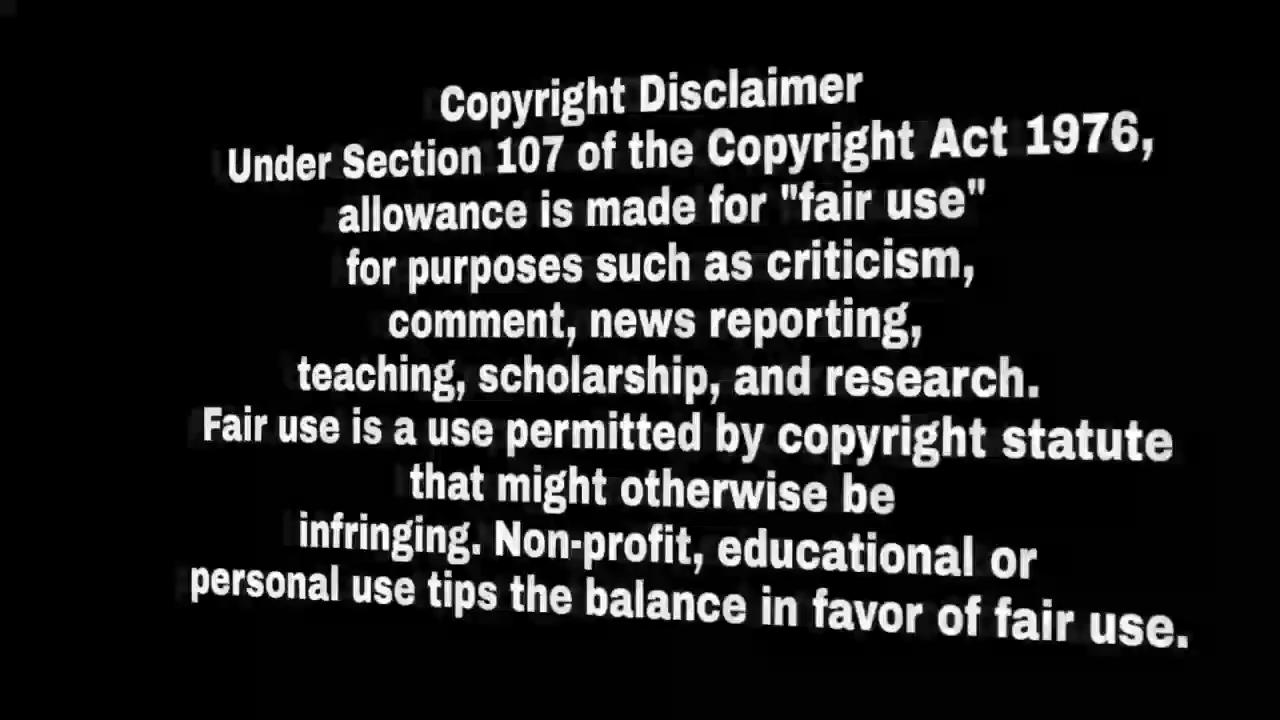 Copyright Disclaimer
Under Section 107 of the Copyright Act 1976,
allowance is made for "fair use"
for purposes such as criticism,
comment, news reporting,
teaching, scholarship, and research.
Fair use is a use permitted by copyright statute
that might otherwise be
infringing. Non-profit, educational or
personal use tips the balance in favor of fair use.